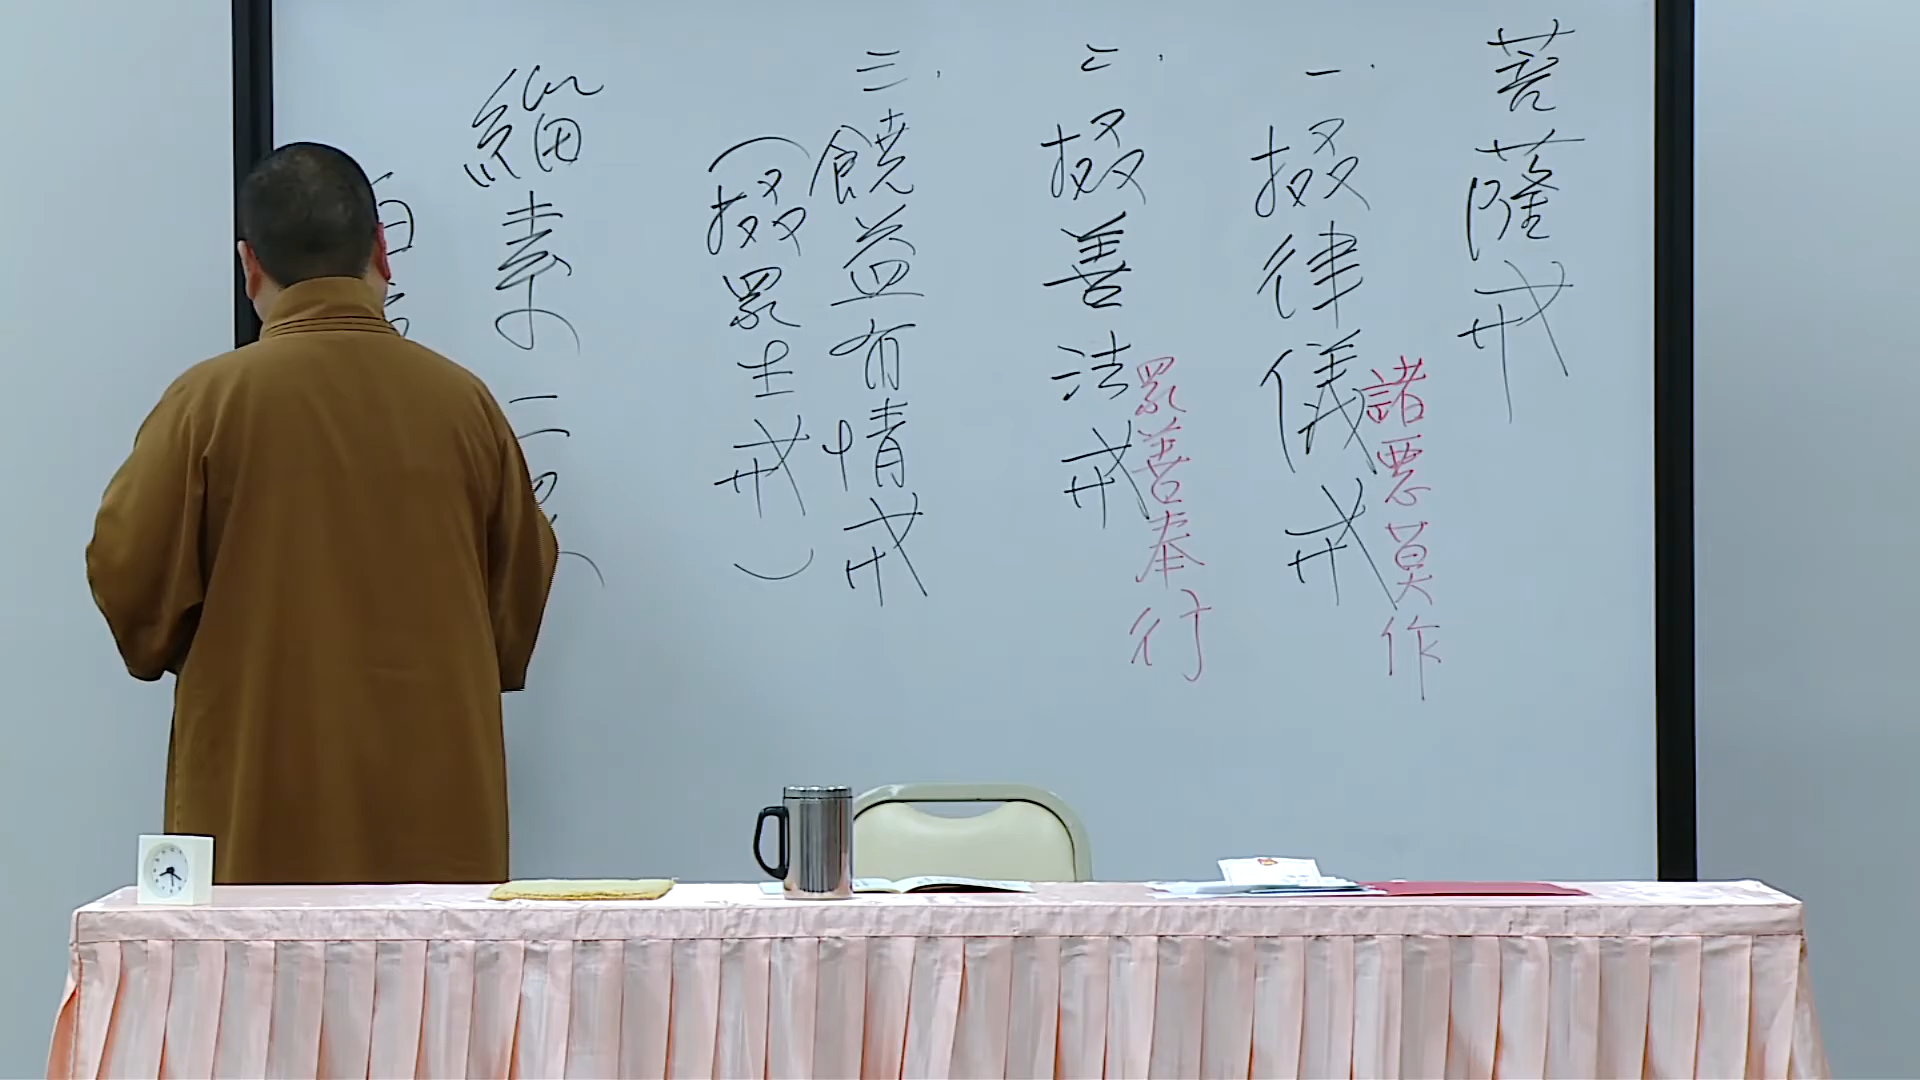 菩薩戒
一.攝律儀戒
諸惡莫作
二.攝善法戒
眾善奉行
三.饒益有情戒
(攝眾生戒)
緇素二眾